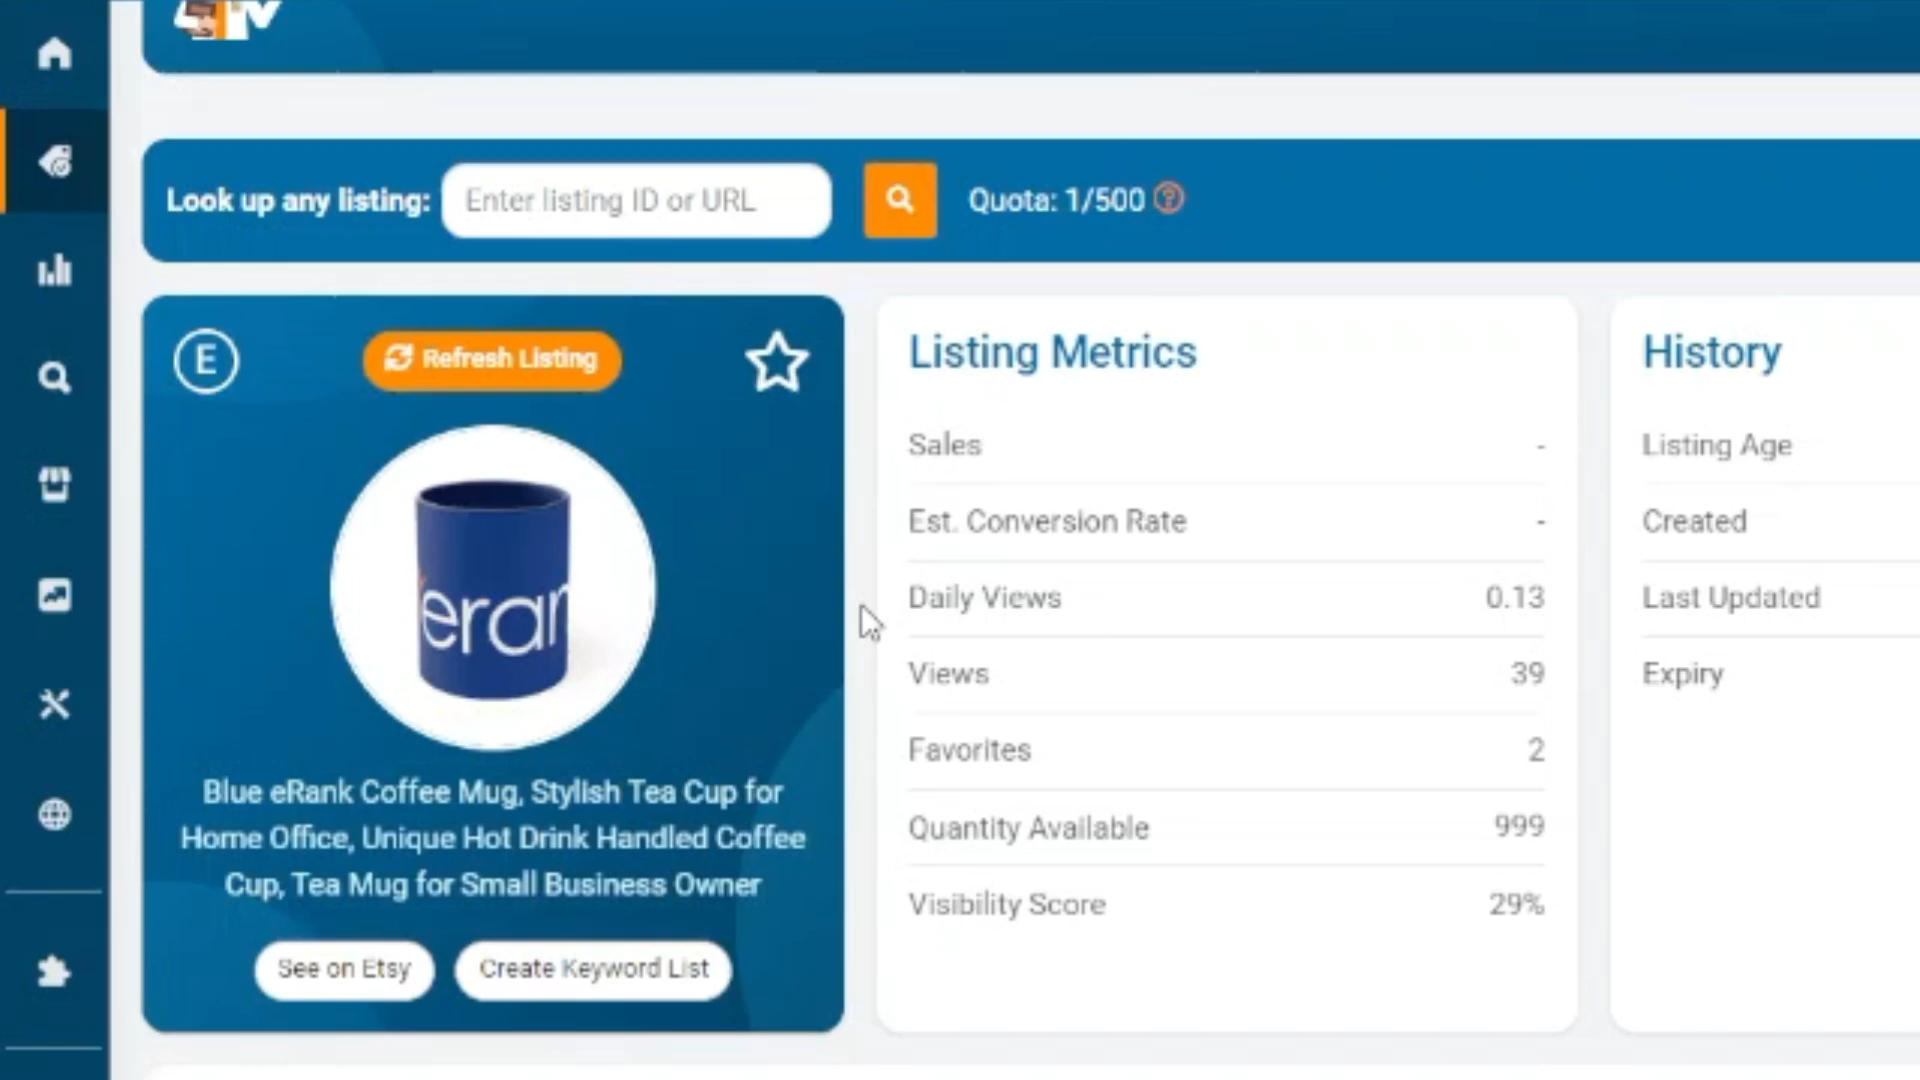 Look up any listing:
Enter listing ID or URL
Quota: 1/500
E
Refresh Listing
eran
Blue eRank Coffee Mug, Stylish Tea Cup for
Home Office, Unique Hot Drink Handled Coffee
Cup, Tea Mug for Small Business Owner
See on Etsy
Create Keyword List
Listing Metrics
Sales -
Est. Conversion Rate -
Daily Views 0.13
Views 39
Favorites 2
Quantity Available 999
Visibility Score 29%
History
Listing Age
Created
Last Updated
Expiry